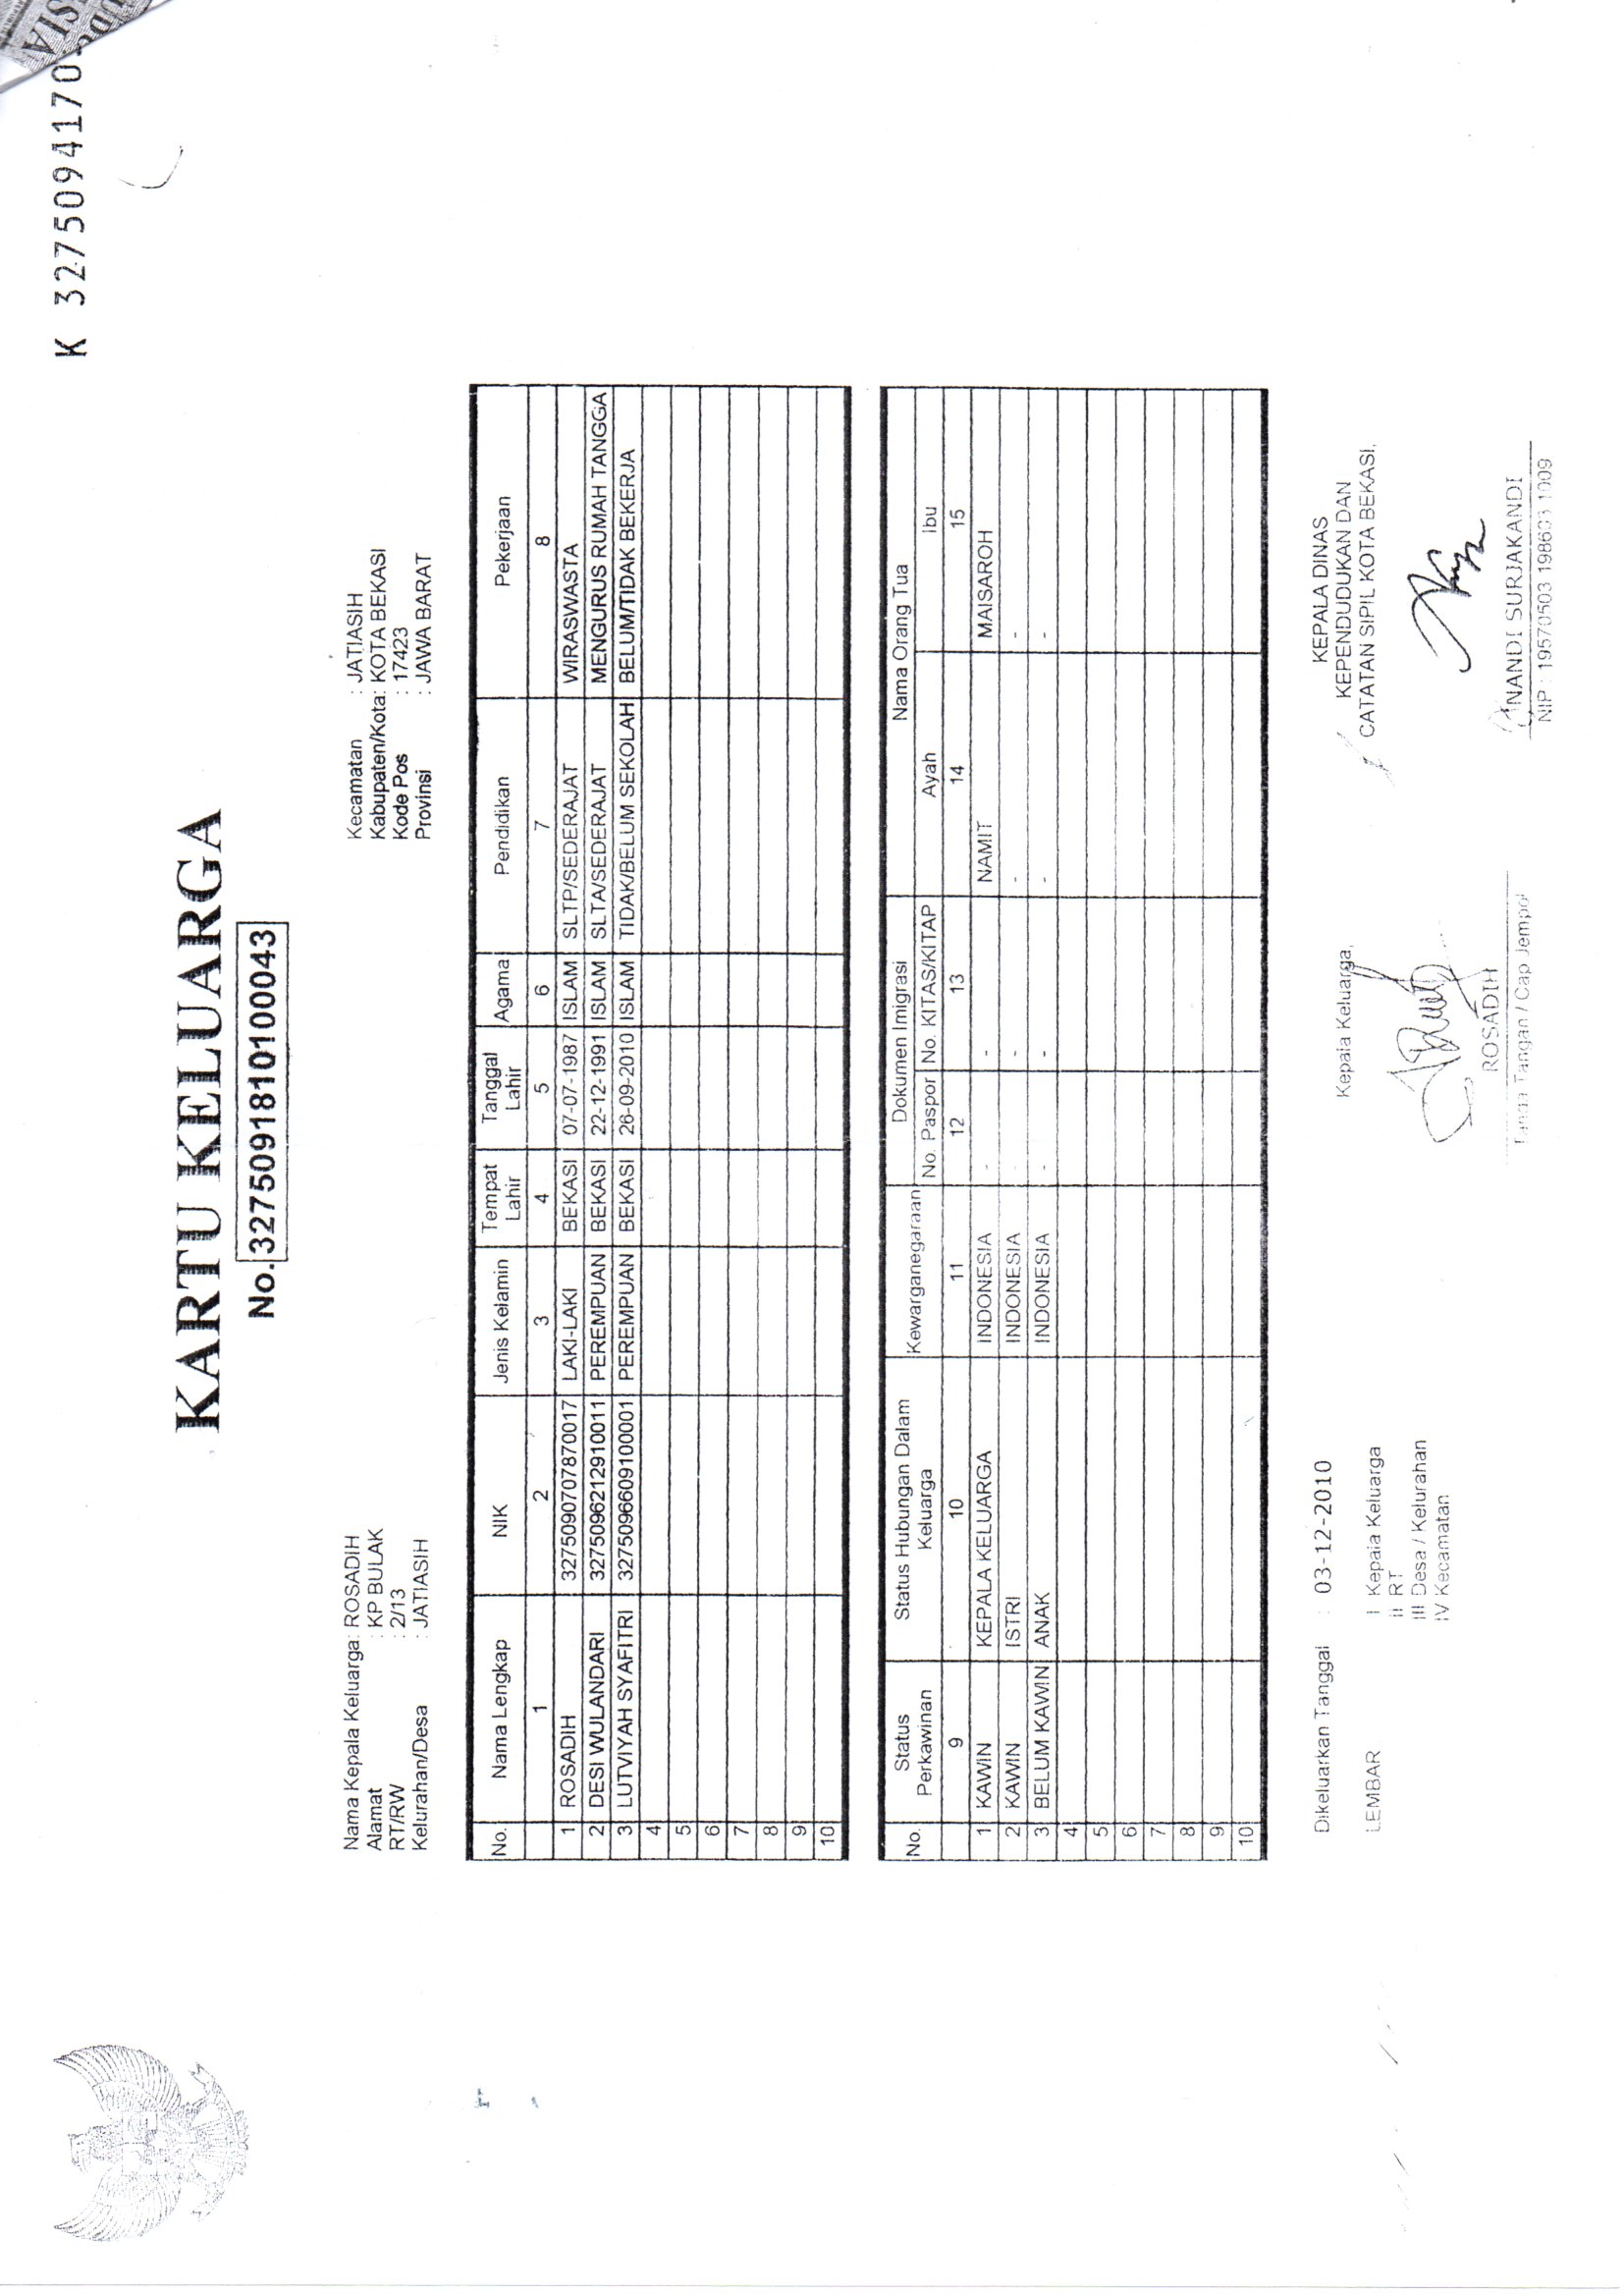 K 3275094170
KARTU KELUARGA
No. 3275091810100043
Nama Kepala Keluarga : ROSADIH
Alamat : KP BULAK
RT/RW : 2/13
Kelurahan/Desa : JATIASIH
Kecamatan : JATIASIH
Kabupaten/Kota : KOTA BEKASI
Kode Pos : 17423
Provinsi : JAWA BARAT
No. Nama Lengkap NIK Jenis Kelamin Tempat Lahir Tanggal Lahir Agama Pendidikan Pekerjaan
1 2 3 4 5 6 7 8
1 ROSADIH 3275090707870017 LAKI-LAKI BEKASI 07-07-1987 ISLAM SLTP/SEDERAJAT WIRASWASTA
2 DESI WULANDARI 3275096212910011 PEREMPUAN BEKASI 22-12-1991 ISLAM SLTA/SEDERAJAT MENGURUS RUMAH TANGGA
3 LUTVIYAH SYAFITRI 3275096609100001 PEREMPUAN BEKASI 26-09-2010 ISLAM TIDAK/BELUM SEKOLAH BELUM/TIDAK BEKERJA
4
5
6
7
8
9
10
No. Status Perkawinan Status Hubungan Dalam Keluarga Kewarganegaraan Dokumen Imigrasi Nama Orang Tua
No. Paspor No. KITAS/KITAP Ayah Ibu
9 10 11 12 13 14 15
1 KAWIN KEPALA KELUARGA INDONESIA - - NAMIT MAISAROH
2 KAWIN ISTRI INDONESIA - - - -
3 BELUM KAWIN ANAK INDONESIA - - - -
4
5
6
7
8
9
10
Dikeluarkan Tanggal : 03-12-2010
LEMBAR I Kepala Keluarga
II RT
III Desa / Kelurahan
IV Kecamatan
Kepala Keluarga,
ROSADIH
Tanda Tangan / Cap Jempol
KEPALA DINAS
KEPENDUDUKAN DAN
CATATAN SIPIL KOTA BEKASI,
NANDI SURJAKANDI
NIP : 19570503 198603 1009